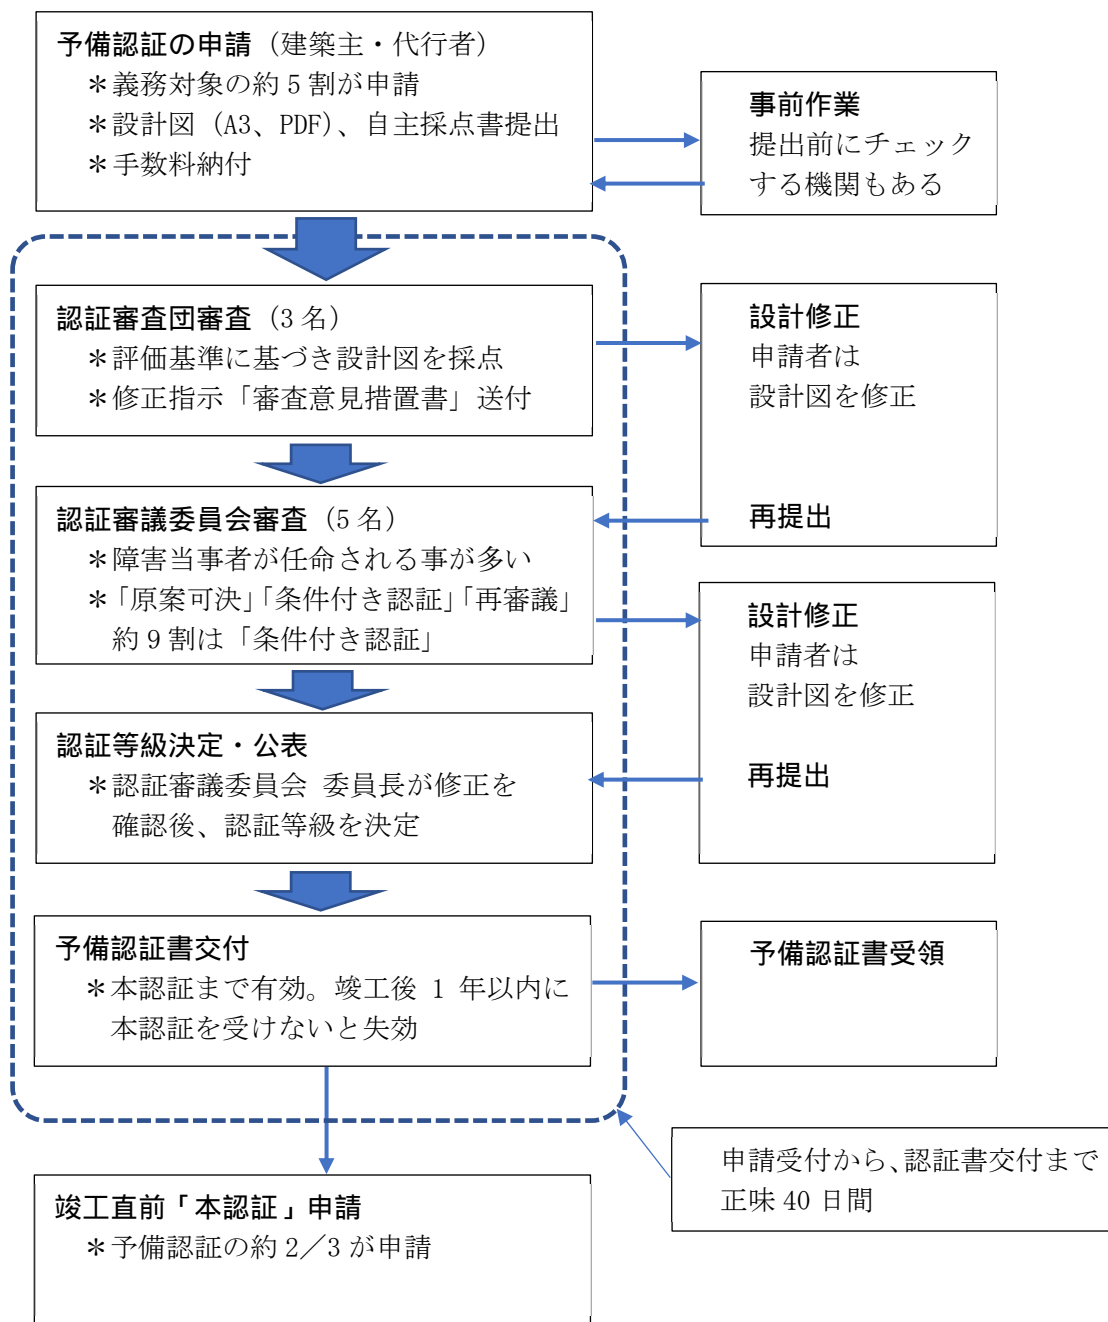 予備認証の申請（建築主・代行者）
＊義務対象の約5割が申請
＊設計図（A3、PDF）、自主採点書提出
＊手数料納付
事前作業
提出前にチェック
する機関もある
認証審査団審査（3名）
＊評価基準に基づき設計図を採点
＊修正指示「審査意見措置書」送付
設計修正
申請者は
設計図を修正
再提出
認証審議委員会審査（5名）
＊障害当事者が任命される事が多い
＊「原案可決」「条件付き認証」「再審議」
約9割は「条件付き認証」
設計修正
申請者は
設計図を修正
再提出
認証等級決定・公表
＊認証審議委員会 委員長が修正を
確認後、認証等級を決定
予備認証書交付
＊本認証まで有効。竣工後 1 年以内に
本認証を受けないと失効
予備認証書受領
申請受付から、認証書交付まで
正味40日間
竣工直前「本認証」申請
＊予備認証の約2／3が申請